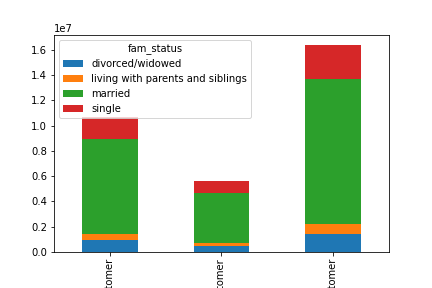 1e7
fam_status
divorced/widowed
living with parents and siblings
married
single
1.6
1.4
1.2
1.0
0.8
0.6
0.4
0.2
0.0
tomer
tomer
tomer